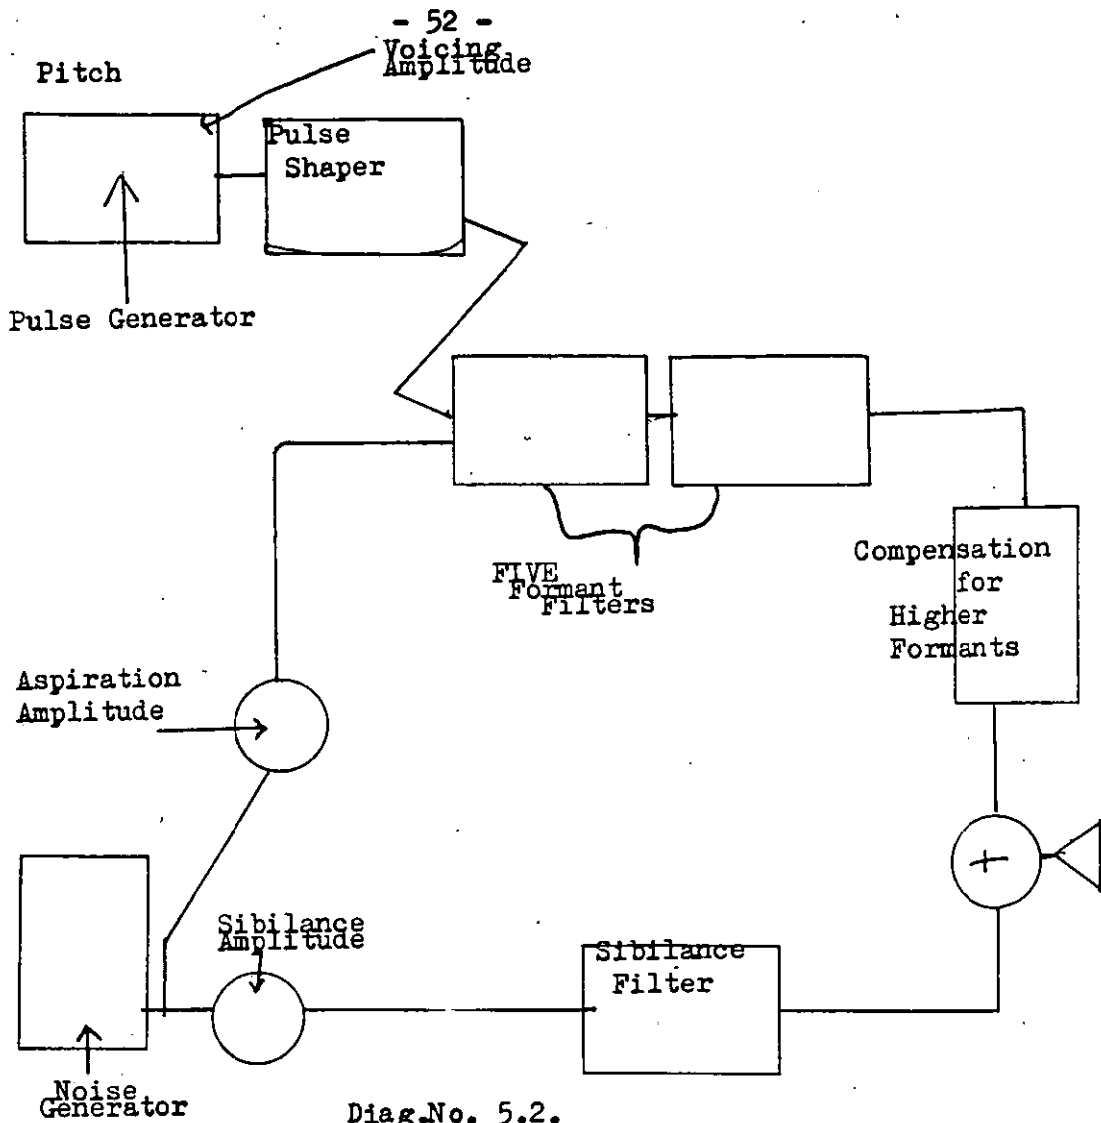 - 52 -
Voicing
Amplitude
Pitch
Pulse
Shaper
Pulse Generator
FIVE
Formant
Filters
Compensation
for
Higher
Formants
Aspiration
Amplitude
+
Sibilance
Amplitude
Sibilance
Filter
Noise
Generator
Diag.No. 5.2.